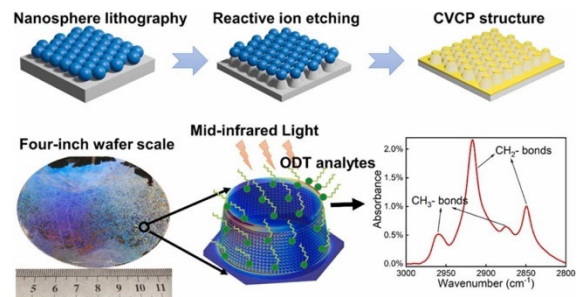 Nanosphere lithography
Reactive ion etching
CVCP structure
Four-inch wafer scale
Mid-infrared Light
ODT analytes
5 6 7 8 9 10 11
Absorbance
2.0%
1.5%
1.0%
0.5%
0.0%
CH2- bonds
CH3- bonds
3000 2950 2900 2850 2800
Wavenumber (cm-1)